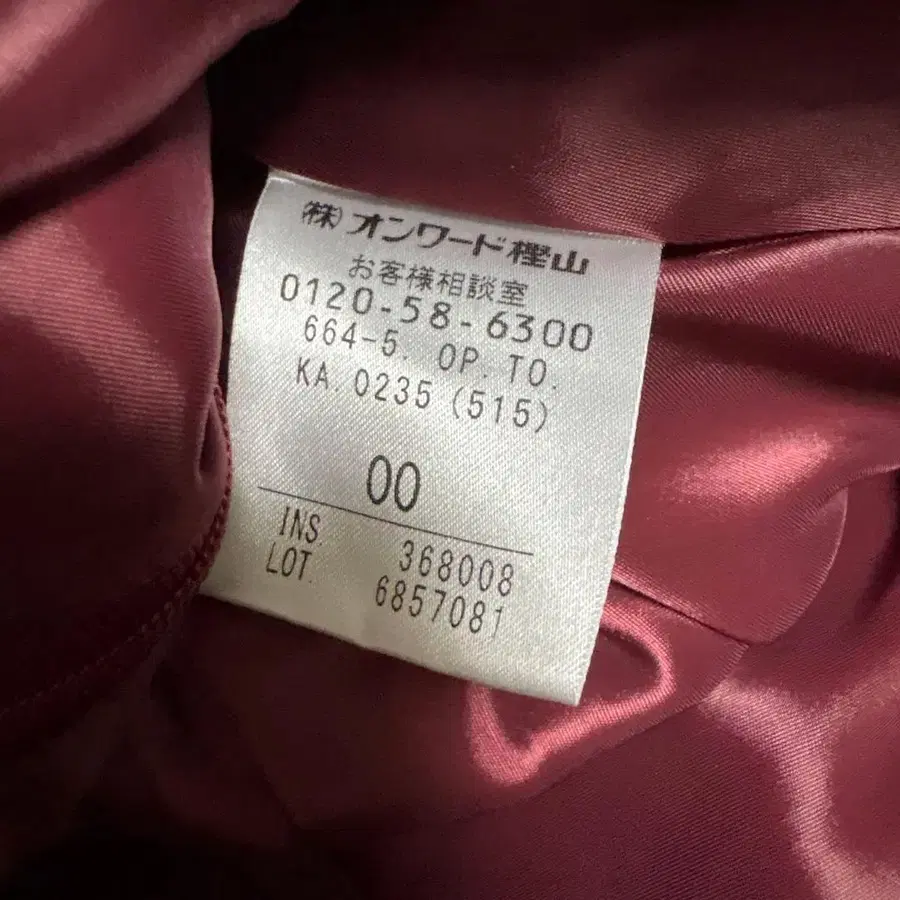 ㈱オンワード樫山
お客様相談室
0120-58-6300
664-5. OP.TO.
KA.0235 (515)
00
INS. 368008
LOT. 6857081